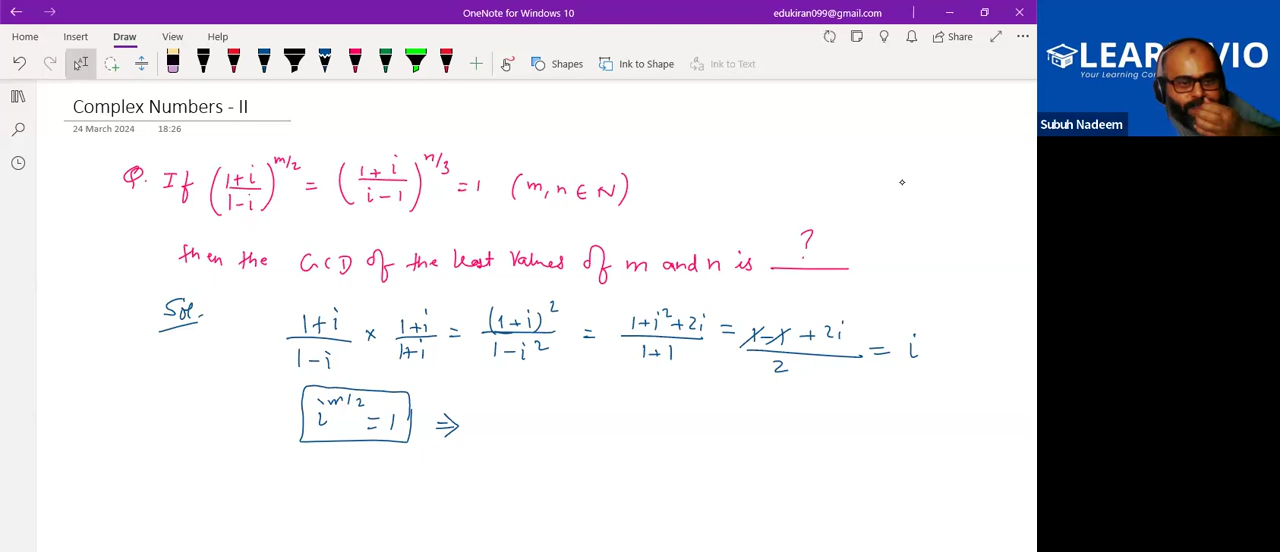 OneNote for Windows 10
edukiran099@gmail.com
Home Insert Draw View Help
Share
Shapes Ink to Shape Ink to Text
LEARNOVIO
Your Learning Co
Subuh Nadeem
Complex Numbers - II
24 March 2024 18:26
Q. If ((1+i)/(1-i))^(m/2) = ((1+i)/(i-1))^(n/3) = 1 (m, n ∈ N)
then the GCD of the least values of m and n is ?
Sol.
(1+i)/(1-i) × (1+i)/(1+i) = (1+i)^2/(1-i^2) = (1+i^2+2i)/(1+1) = (1-1+2i)/2 = i
i^(m/2) = 1 ⇒